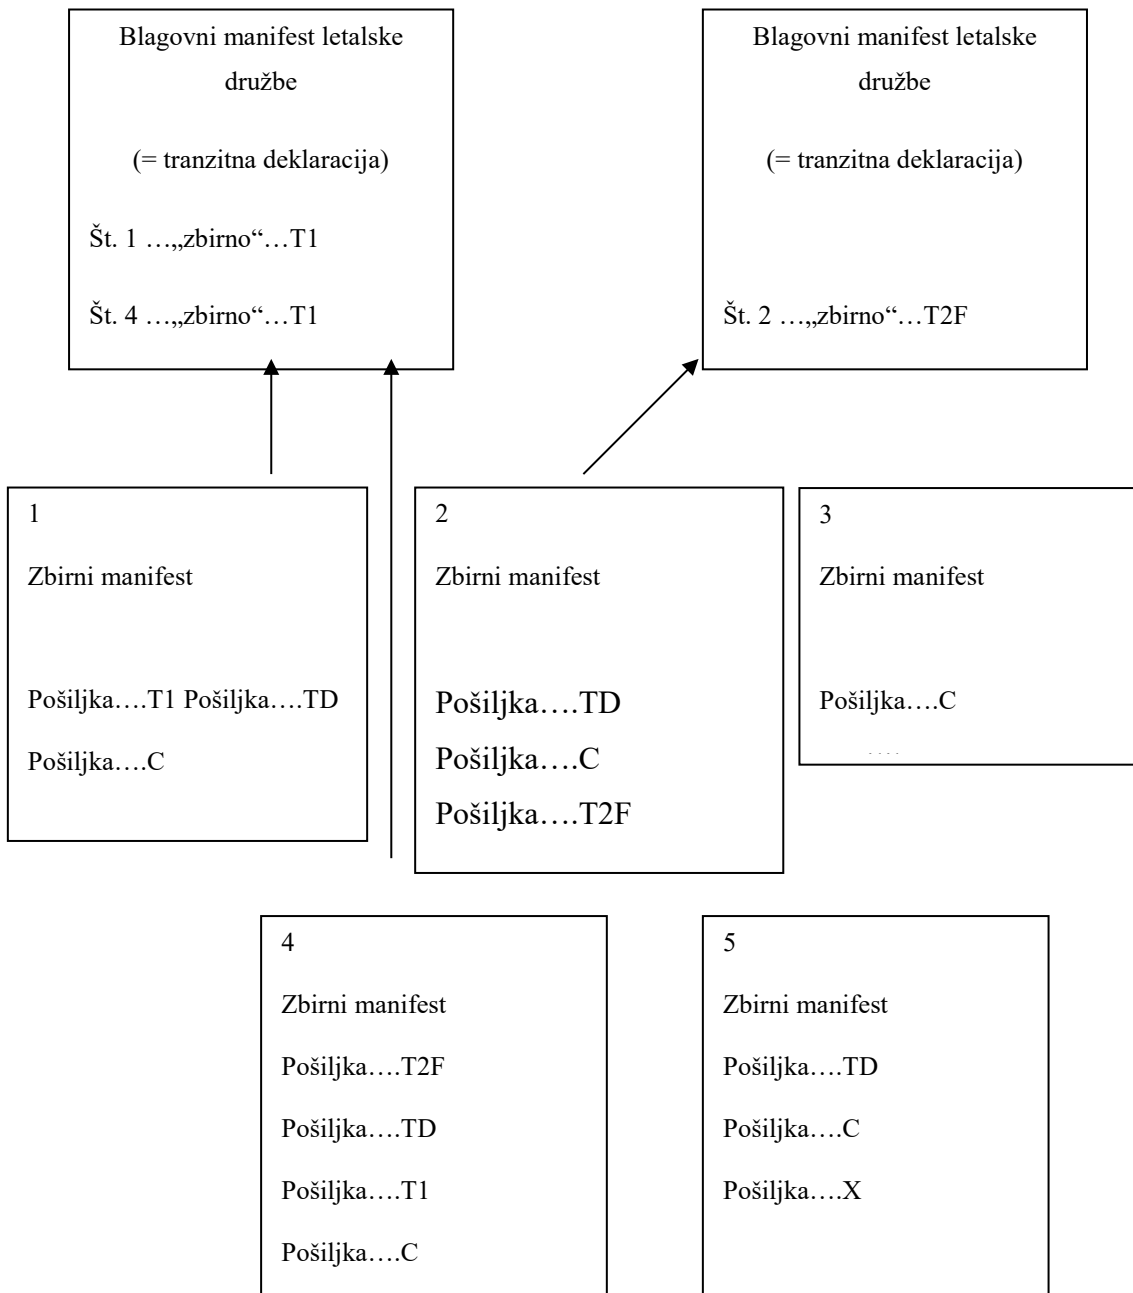 Blagovni manifest letalske
družbe
(= tranzitna deklaracija)
Št. 1 …„zbirno“…T1
Št. 4 …„zbirno“…T1
Blagovni manifest letalske
družbe
(= tranzitna deklaracija)
Št. 2 …„zbirno“…T2F
1
Zbirni manifest
Pošiljka….T1 Pošiljka….TD
Pošiljka….C
2
Zbirni manifest
Pošiljka….TD
Pošiljka….C
Pošiljka….T2F
3
Zbirni manifest
Pošiljka….C
….
4
Zbirni manifest
Pošiljka….T2F
Pošiljka….TD
Pošiljka….T1
Pošiljka….C
5
Zbirni manifest
Pošiljka….TD
Pošiljka….C
Pošiljka….X